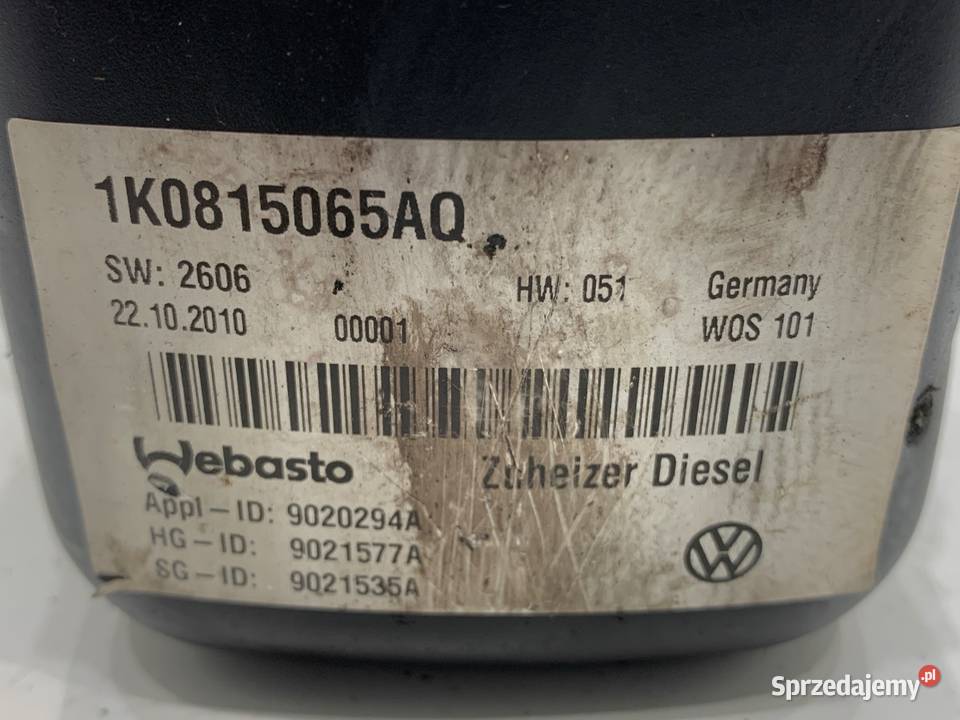 1K0815065AQ
SW: 2606
HW: 051
Germany
22.10.2010
00001
WOS 101
Webasto
Zuheizer Diesel
Appl-ID: 9020294A
HG-ID: 9021577A
SG-ID: 9021535A
Sprzedajemy.pl